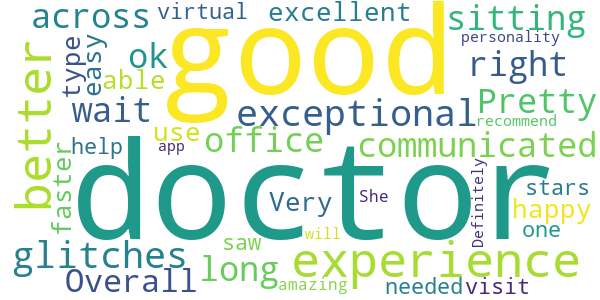 across virtual excellent sitting
personality
type easy ok good right
able Pretty
better wait exceptional
recommend
use office communicated
help app
faster doctor
Very She Definitely stars
happy
one
saw will
glitches long experience
Overall amazing needed visit